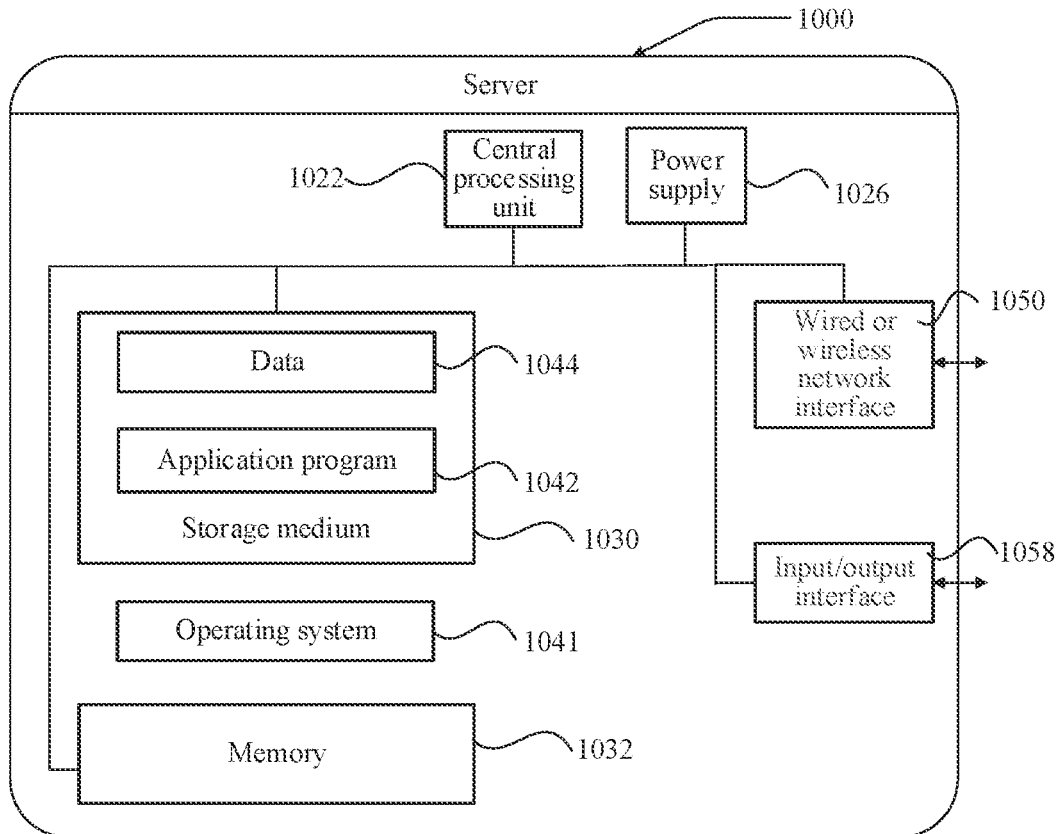 1000
Server
Central
processing
unit
1022
Power
supply
1026
Wired or
wireless
network
interface
1050
Data
1044
Application program
1042
Storage medium
1030
Input/output
interface
1058
Operating system
1041
Memory
1032